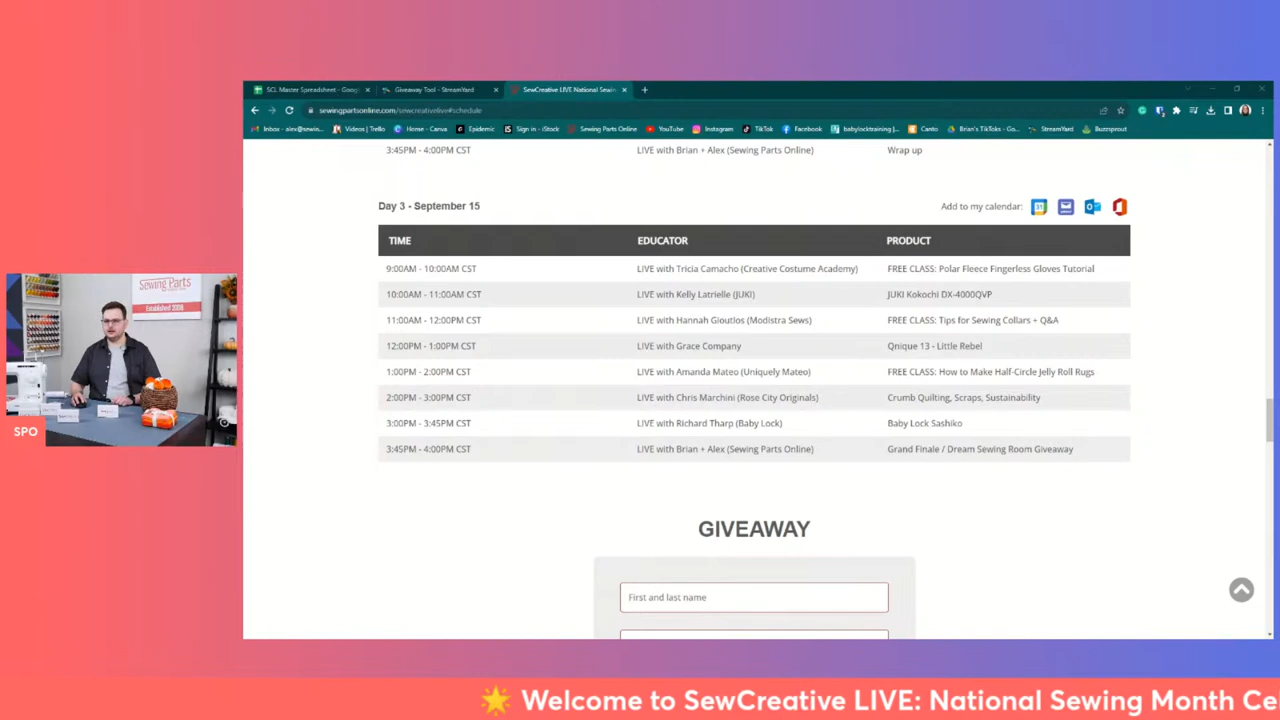 SCL Master Spreadsheet - Goog
Giveaway Tool - StreamYard
SewCreative LIVE National Sewin
sewingpartsonline.com/sewcreativelive#schedule
Inbox - alex@sewin...
Videos | Trello
Home - Canva
Epidemic
Sign in - iStock
Sewing Parts Online
YouTube
Instagram
TikTok
Facebook
babylocktraining |...
Canto
Brian's TikToks - Go...
StreamYard
Buzzsprout
3:45PM - 4:00PM CST LIVE with Brian + Alex (Sewing Parts Online) Wrap up
Day 3 - September 15 Add to my calendar:
TIME EDUCATOR PRODUCT
9:00AM - 10:00AM CST LIVE with Tricia Camacho (Creative Costume Academy) FREE CLASS: Polar Fleece Fingerless Gloves Tutorial
10:00AM - 11:00AM CST LIVE with Kelly Latrielle (JUKI) JUKI Kokochi DX-4000QVP
11:00AM - 12:00PM CST LIVE with Hannah Gioutlos (Modistra Sews) FREE CLASS: Tips for Sewing Collars + Q&A
12:00PM - 1:00PM CST LIVE with Grace Company Qnique 13 - Little Rebel
1:00PM - 2:00PM CST LIVE with Amanda Mateo (Uniquely Mateo) FREE CLASS: How to Make Half-Circle Jelly Roll Rugs
2:00PM - 3:00PM CST LIVE with Chris Marchini (Rose City Originals) Crumb Quilting, Scraps, Sustainability
3:00PM - 3:45PM CST LIVE with Richard Tharp (Baby Lock) Baby Lock Sashiko
3:45PM - 4:00PM CST LIVE with Brian + Alex (Sewing Parts Online) Grand Finale / Dream Sewing Room Giveaway
GIVEAWAY
First and last name
Sewing Parts
Established 2008
SPO
Welcome to SewCreative LIVE: National Sewing Month Ce